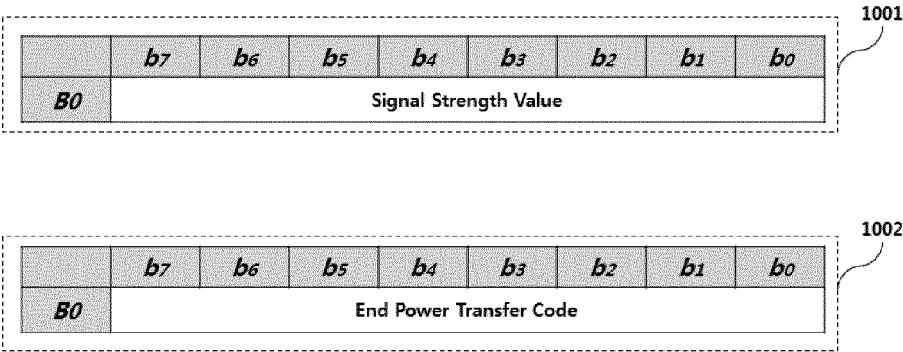 1001
b7 b6 b5 b4 b3 b2 b1 b0
B0 Signal Strength Value
1002
b7 b6 b5 b4 b3 b2 b1 b0
B0 End Power Transfer Code